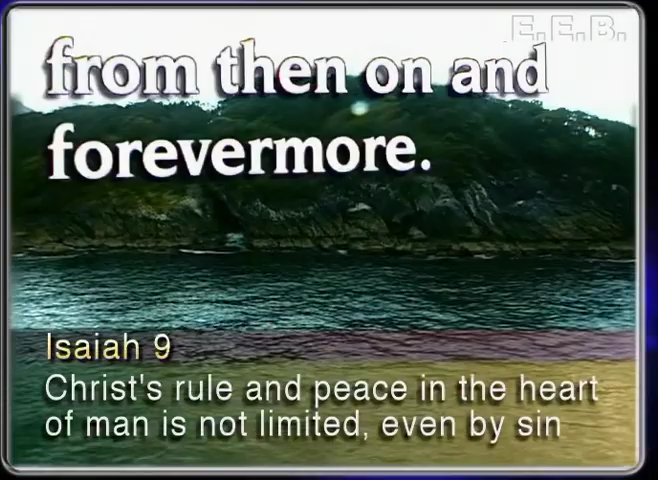 E.E.B.
from then on and
forevermore.
Isaiah 9
Christ's rule and peace in the heart
of man is not limited, even by sin